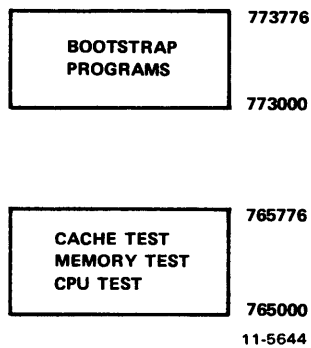 773776
BOOTSTRAP
PROGRAMS
773000
765776
CACHE TEST
MEMORY TEST
CPU TEST
765000
11-5644